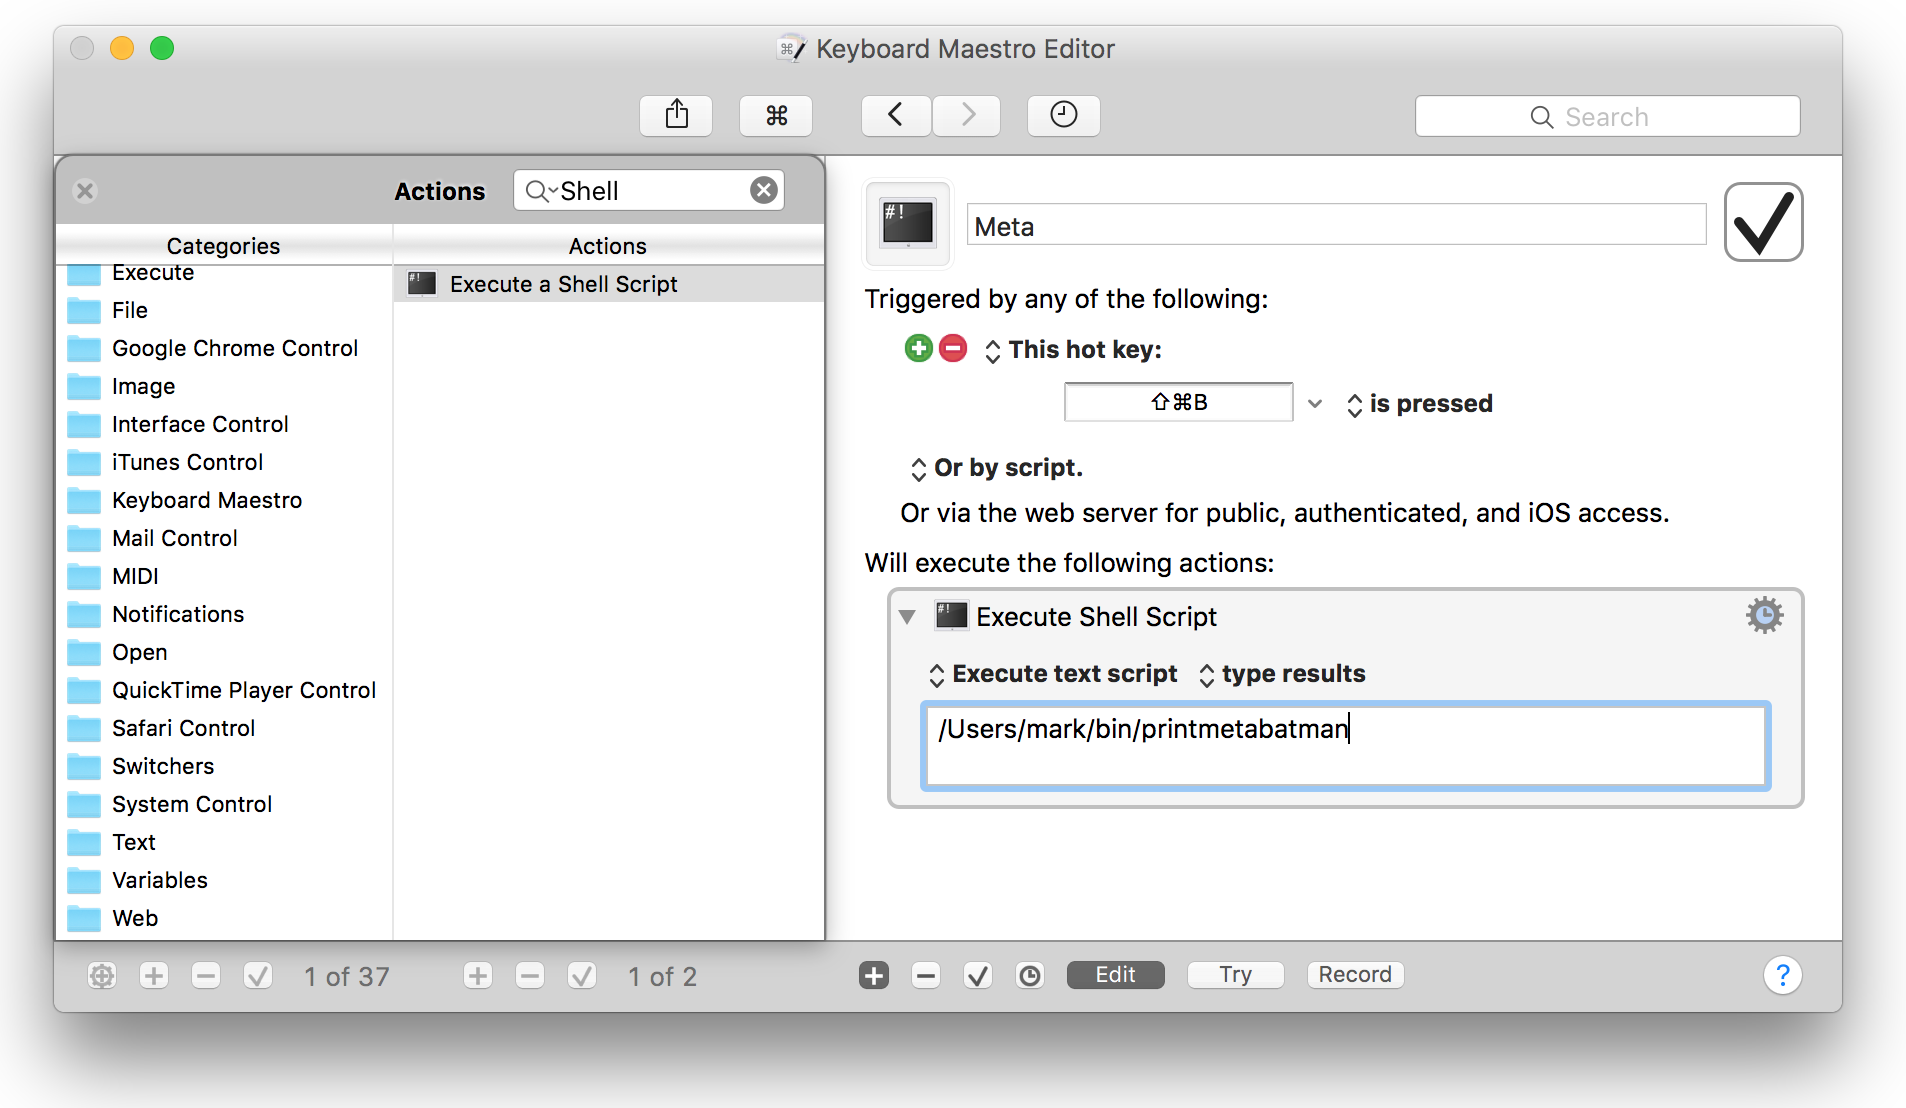 Keyboard Maestro Editor
⌘
Search
Actions
Shell
Categories
Actions
Execute
File
Google Chrome Control
Image
Interface Control
iTunes Control
Keyboard Maestro
Mail Control
MIDI
Notifications
Open
QuickTime Player Control
Safari Control
Switchers
System Control
Text
Variables
Web
#! Execute a Shell Script
#!
Meta
Triggered by any of the following:
This hot key:
⇧⌘B
is pressed
Or by script.
Or via the web server for public, authenticated, and iOS access.
Will execute the following actions:
#! Execute Shell Script
Execute text script type results
/Users/mark/bin/printmetabatman
1 of 37
1 of 2
Edit
Try
Record
?